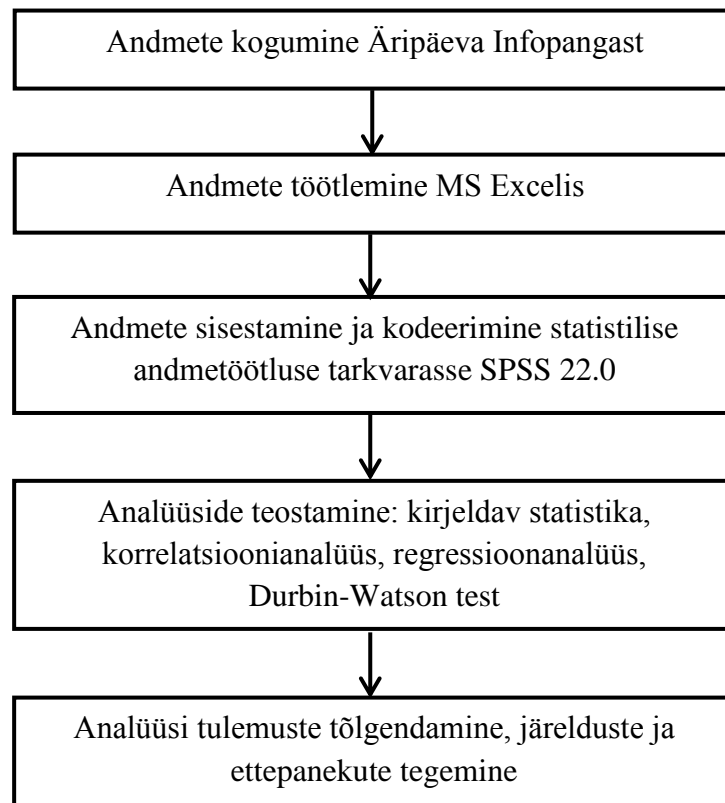 Andmete kogumine Äripäeva Infopangast
Andmete töötlemine MS Excelis
Andmete sisestamine ja kodeerimine statistilise
andmetöötluse tarkvarasse SPSS 22.0
Analüüside teostamine: kirjeldav statistika,
korrelatsioonianalüüs, regressioonanalüüs,
Durbin-Watson test
Analüüsi tulemuste tõlgendamine, järelduste ja
ettepanekute tegemine